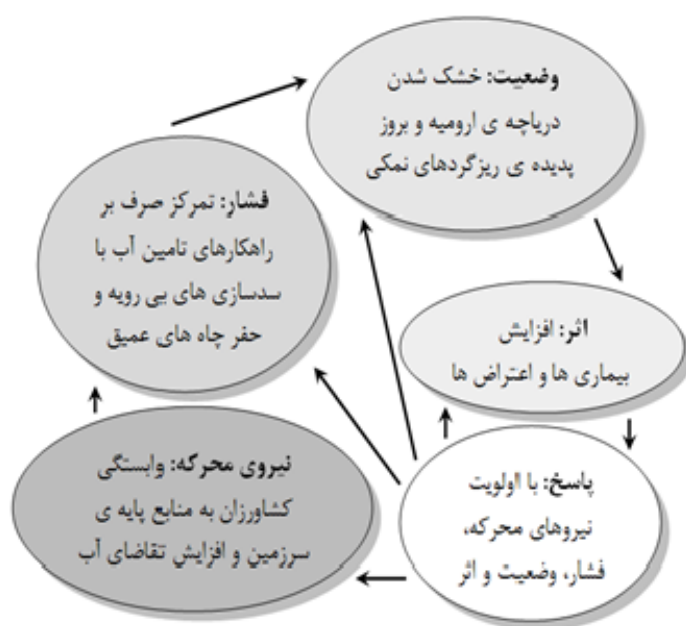 وضعیت: خشک شدن
دریاچه ی ارومیه و بروز
پدیده ی ریزگردهای نمکی
فشار: تمرکز صرف بر
راهکارهای تامین آب با
سدسازی های بی رویه و
حفر چاه های عمیق
اثر: افزایش
بیماری ها و اعتراض ها
نیروی محرکه: وابستگی
کشاورزان به منابع پایه ی
سرزمین و افزایش تقاضای آب
پاسخ: با اولویت
نیروهای محرکه،
فشار، وضعیت و اثر